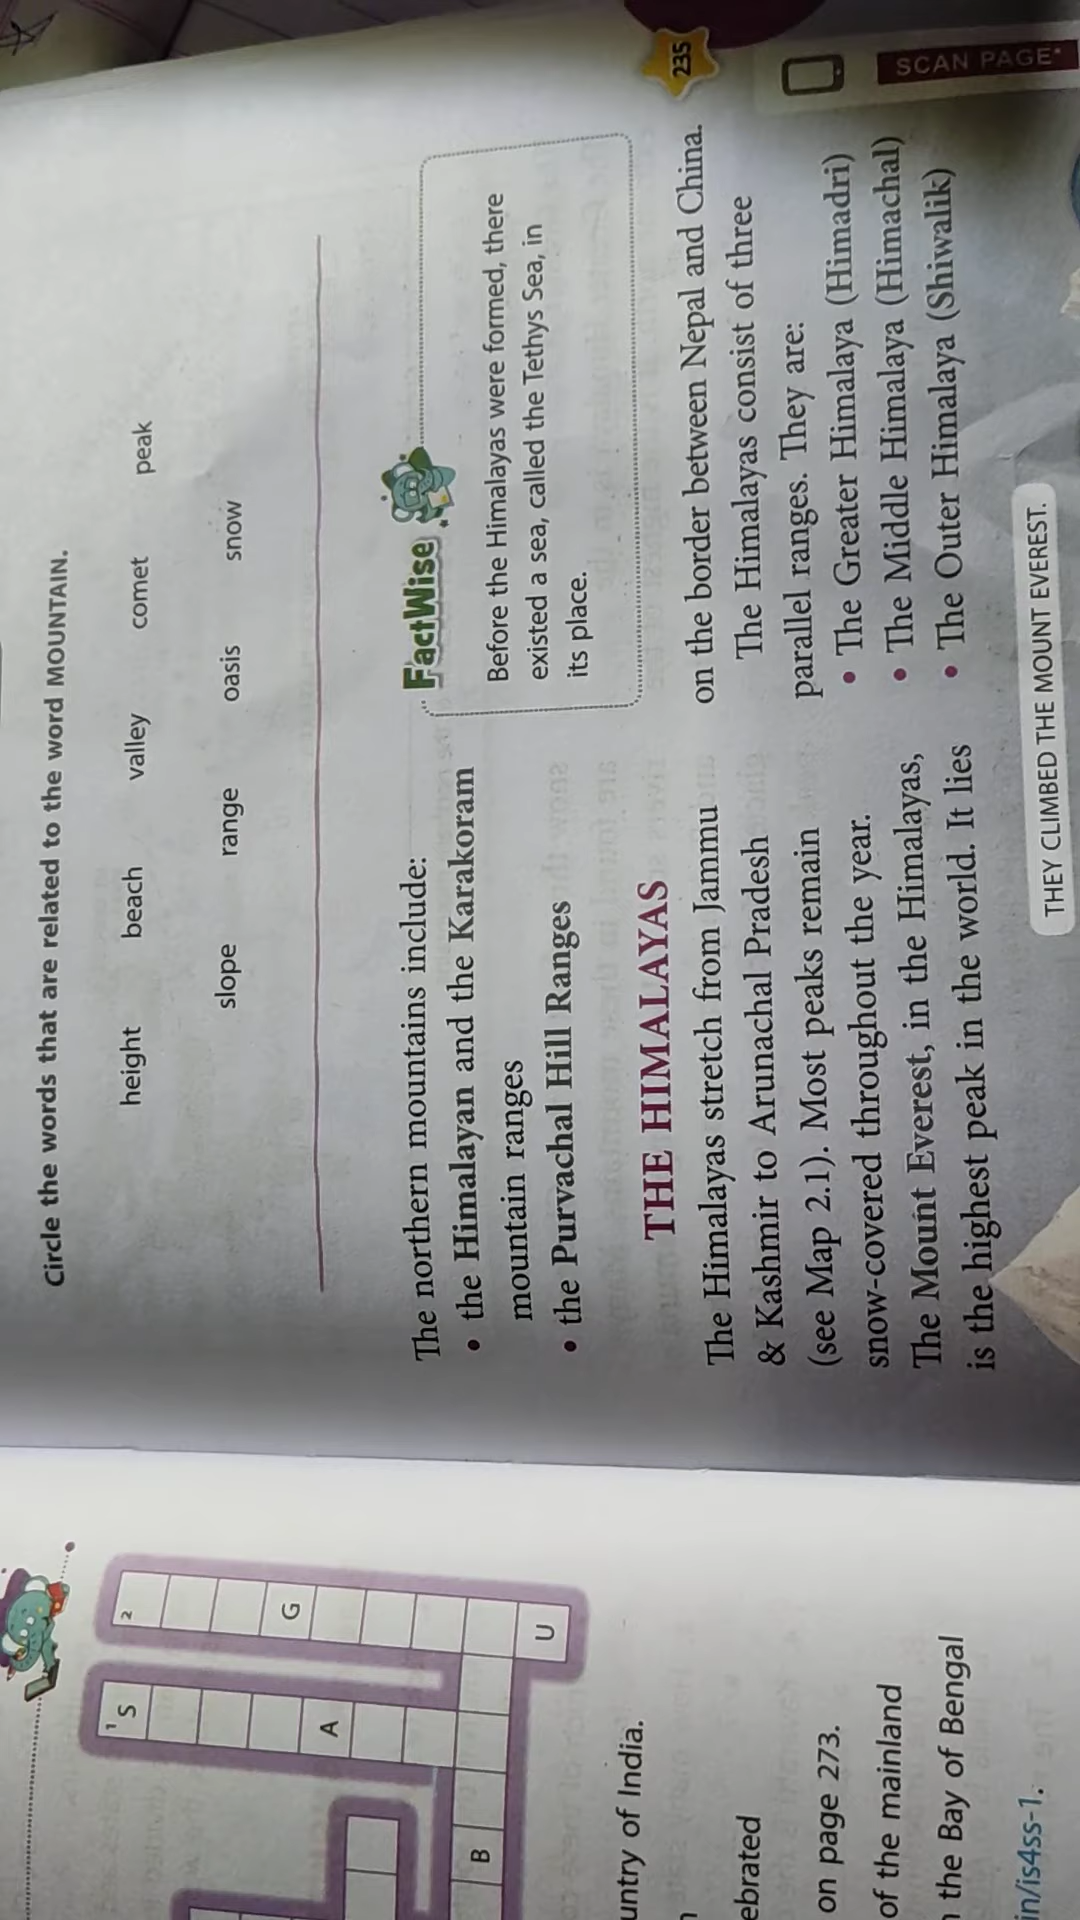 Circle the words that are related to the word MOUNTAIN.
height beach valley comet peak
slope range oasis snow
The northern mountains include:
• the Himalayan and the Karakoram
mountain ranges
• the Purvachal Hill Ranges
FactWise
Before the Himalayas were formed, there
existed a sea, called the Tethys Sea, in
its place.
THE HIMALAYAS
The Himalayas stretch from Jammu
& Kashmir to Arunachal Pradesh
(see Map 2.1). Most peaks remain
snow-covered throughout the year.
The Mount Everest, in the Himalayas,
is the highest peak in the world. It lies
on the border between Nepal and China.
The Himalayas consist of three
parallel ranges. They are:
• The Greater Himalaya (Himadri)
• The Middle Himalaya (Himachal)
• The Outer Himalaya (Shiwalik)
THEY CLIMBED THE MOUNT EVEREST.
235
SCAN PAGE*
1 S
2
G
A
U
B
untry of India.
ebrated
on page 273.
of the mainland
the Bay of Bengal
in/is4ss-1.